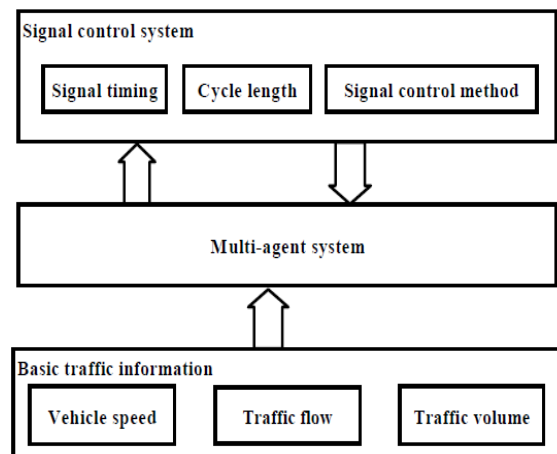 Signal control system
Signal timing
Cycle length
Signal control method
Multi-agent system
Basic traffic information
Vehicle speed
Traffic flow
Traffic volume